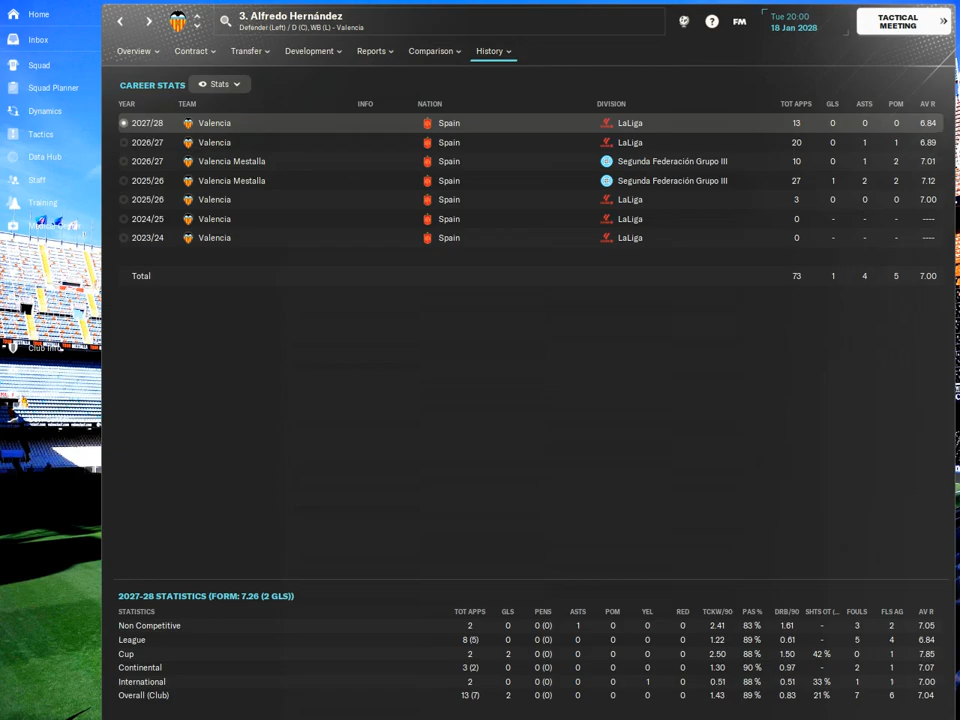 Home
Inbox
Squad
Squad Planner
Dynamics
Tactics
Data Hub
Staff
Training
Club Info
3. Alfredo Hernández
Defender (Left) / D (C), WB (L) - Valencia
? FM
Tue 20:00
18 Jan 2028
TACTICAL MEETING
Overview Contract Transfer Development Reports Comparison History
CAREER STATS Stats
YEAR TEAM INFO NATION DIVISION TOT APPS GLS ASTS POM AV R
2027/28 Valencia Spain LaLiga 13 0 0 0 6.84
2026/27 Valencia Spain LaLiga 20 0 1 1 6.89
2026/27 Valencia Mestalla Spain Segunda Federación Grupo III 10 0 1 2 7.01
2025/26 Valencia Mestalla Spain Segunda Federación Grupo III 27 1 2 2 7.12
2025/26 Valencia Spain LaLiga 3 0 0 0 7.00
2024/25 Valencia Spain LaLiga 0 - - - ----
2023/24 Valencia Spain LaLiga 0 - - - ----
Total 73 1 4 5 7.00
2027-28 STATISTICS (FORM: 7.26 (2 GLS))
STATISTICS TOT APPS GLS PENS ASTS POM YEL RED TCKW/90 PAS % DRB/90 SHTS OT (... FOULS FLS AG AV R
Non Competitive 2 0 0 (0) 1 0 0 0 2.41 83 % 1.61 - 3 2 7.05
League 8 (5) 0 0 (0) 0 0 0 0 1.22 89 % 0.61 - 5 4 6.84
Cup 2 2 0 (0) 0 0 0 0 2.50 88 % 1.50 42 % 0 1 7.85
Continental 3 (2) 0 0 (0) 0 0 0 0 1.30 90 % 0.97 - 2 1 7.07
International 2 0 0 (0) 0 0 1 0 0.51 88 % 0.51 33 % 1 1 7.00
Overall (Club) 13 (7) 2 0 (0) 0 0 0 0 1.43 89 % 0.83 21 % 7 6 7.04